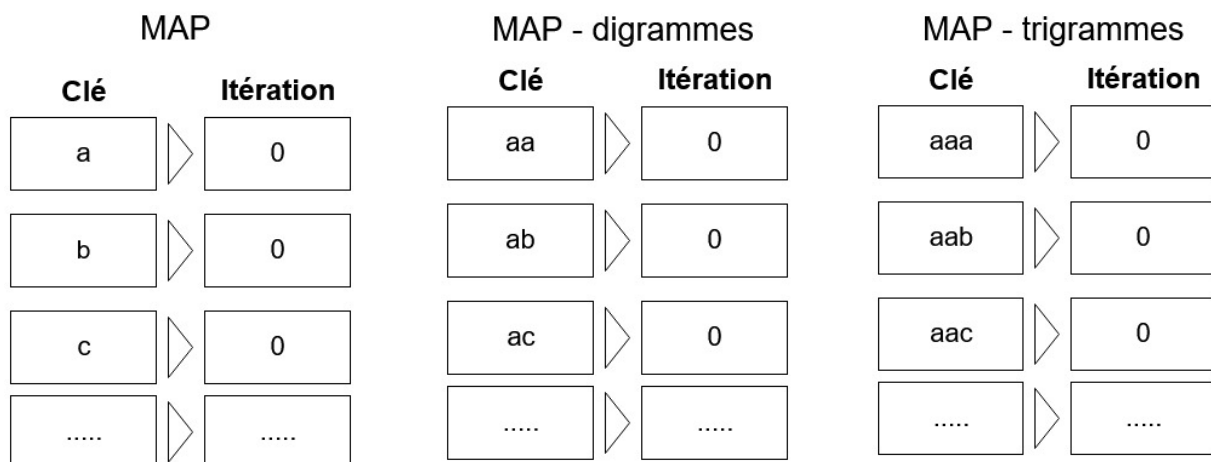 MAP
Clé Itération
a 0
b 0
c 0
..... .....
MAP - digrammes
Clé Itération
aa 0
ab 0
ac 0
..... .....
MAP - trigrammes
Clé Itération
aaa 0
aab 0
aac 0
..... .....